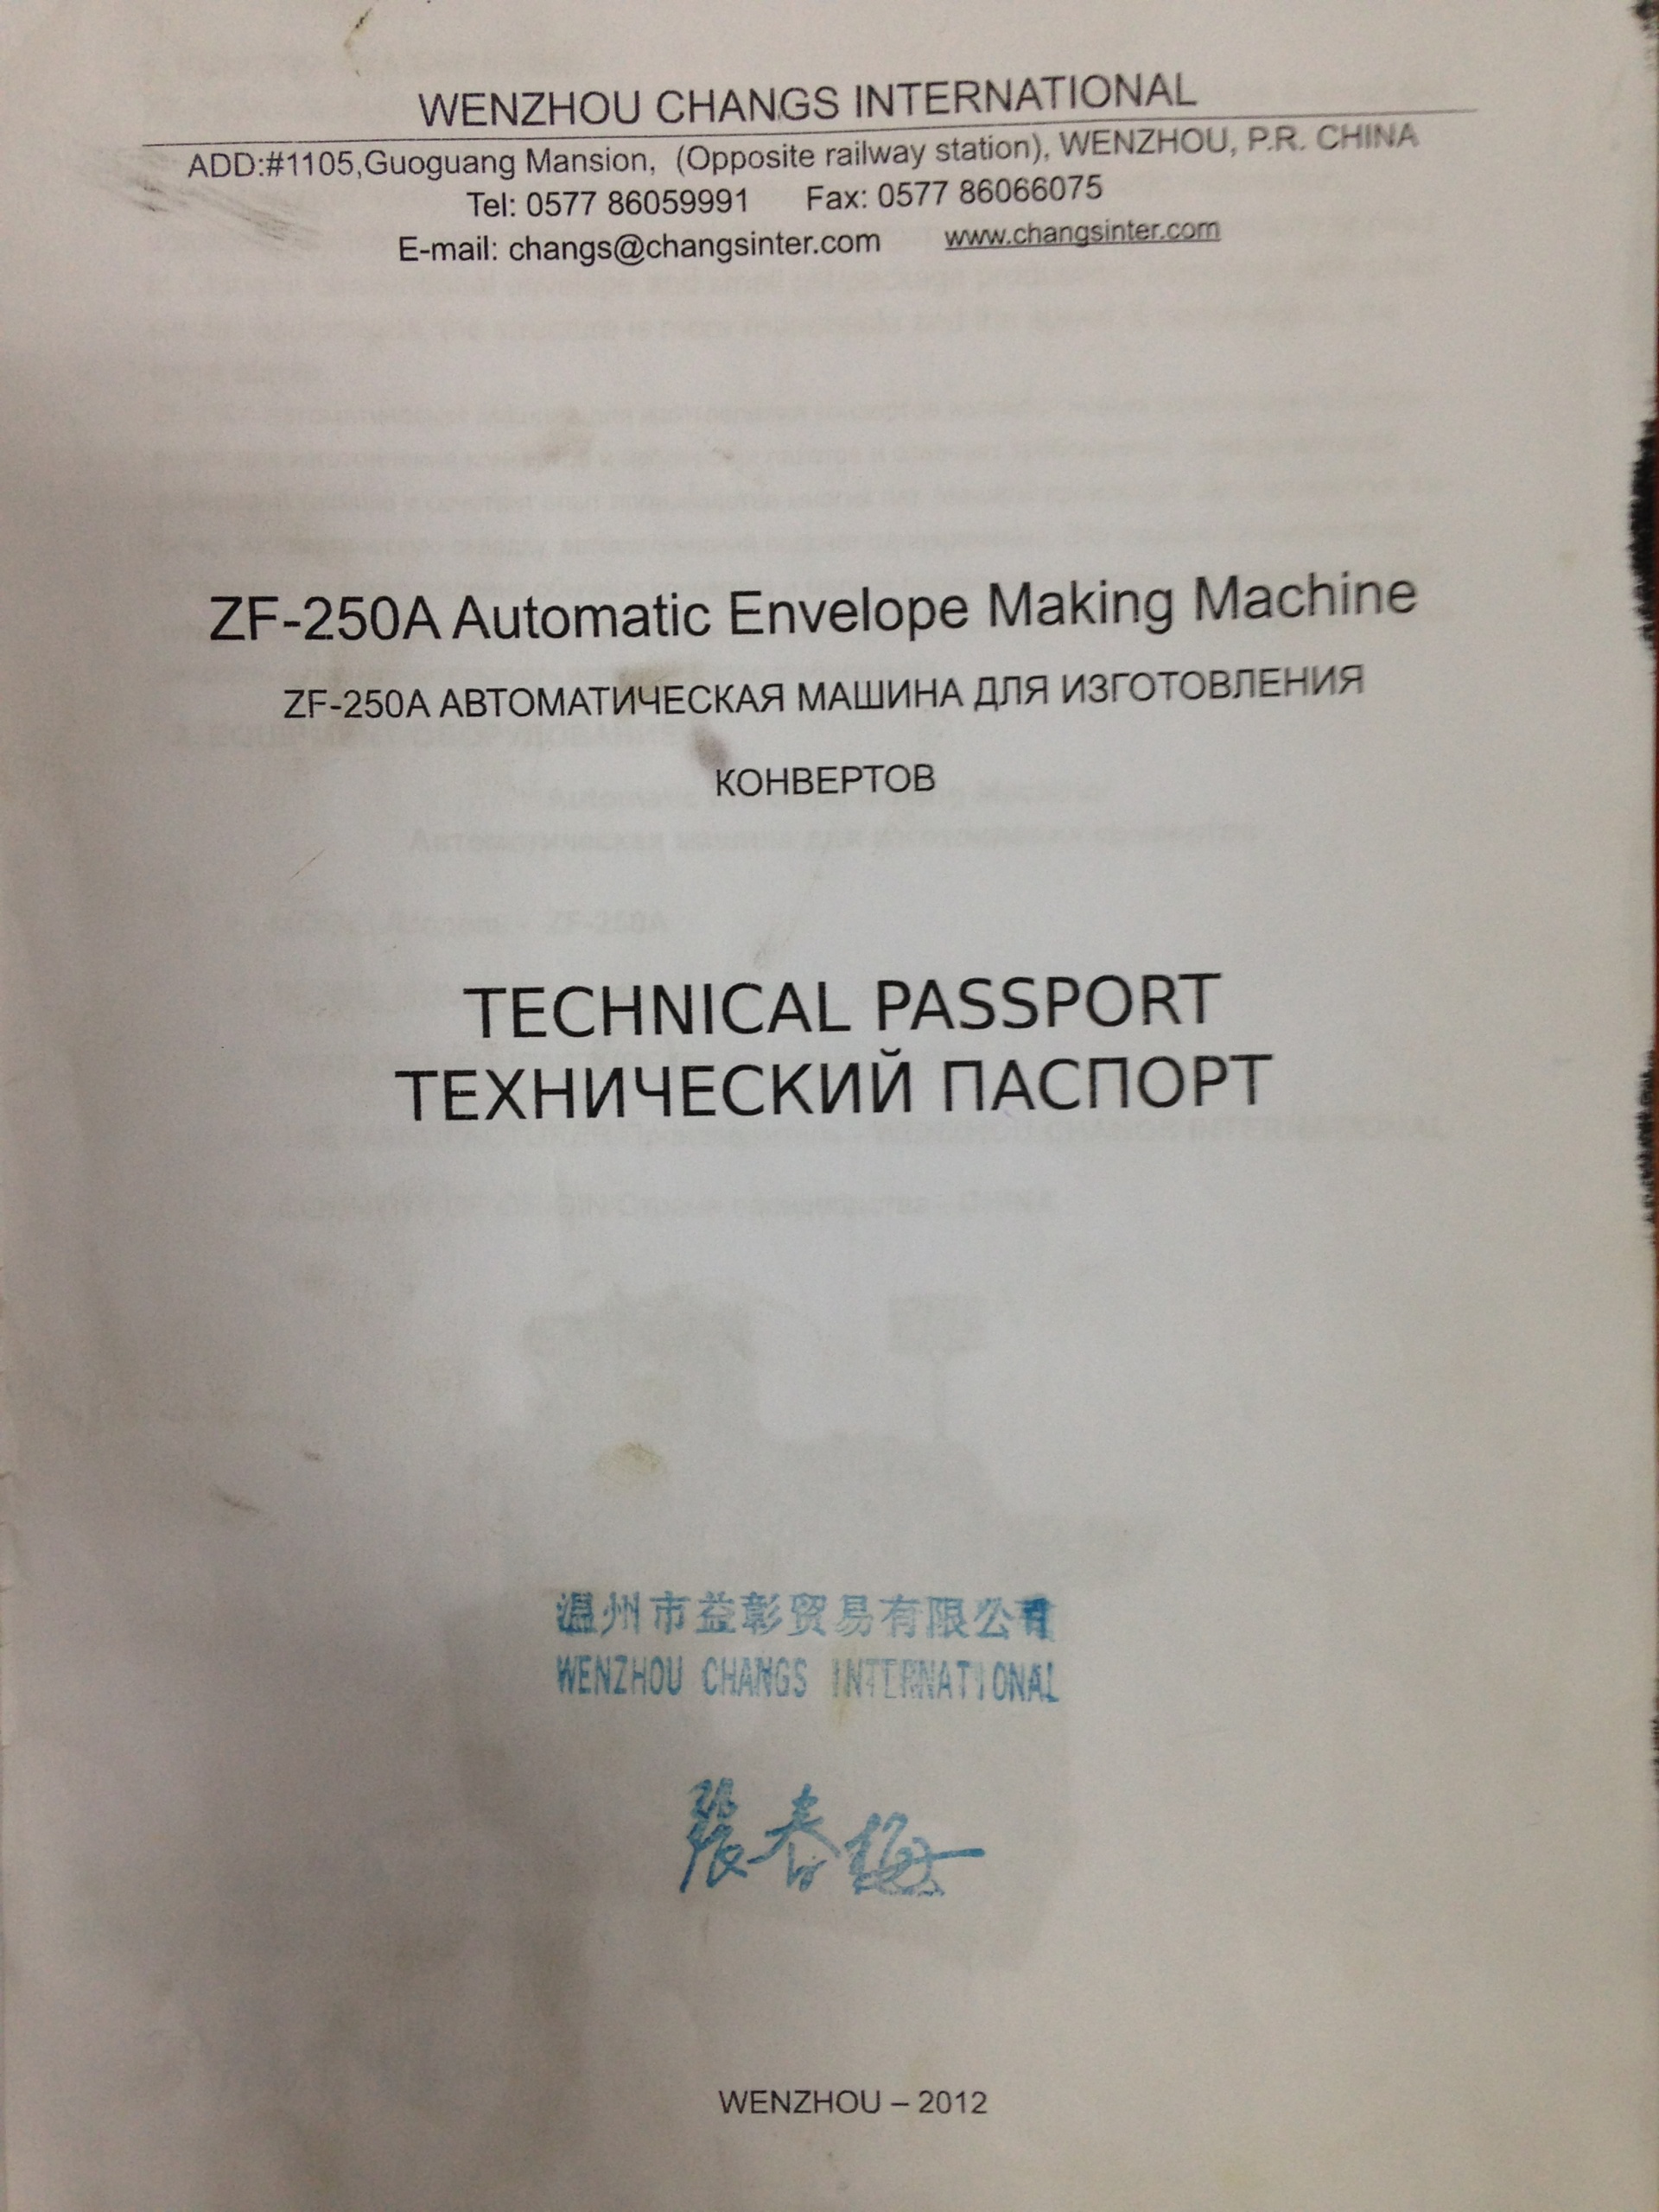 WENZHOU CHANGS INTERNATIONAL
ADD:#1105,Guoguang Mansion, (Opposite railway station), WENZHOU, P.R. CHINA
Tel: 0577 86059991 Fax: 0577 86066075
E-mail: changs@changsinter.com www.changsinter.com
ZF-250A Automatic Envelope Making Machine
ZF-250A АВТОМАТИЧЕСКАЯ МАШИНА ДЛЯ ИЗГОТОВЛЕНИЯ
КОНВЕРТОВ
TECHNICAL PASSPORT
ТЕХНИЧЕСКИЙ ПАСПОРТ
温州市益彰贸易有限公司
WENZHOU CHANGS INTERNATIONAL
张春梅
WENZHOU – 2012